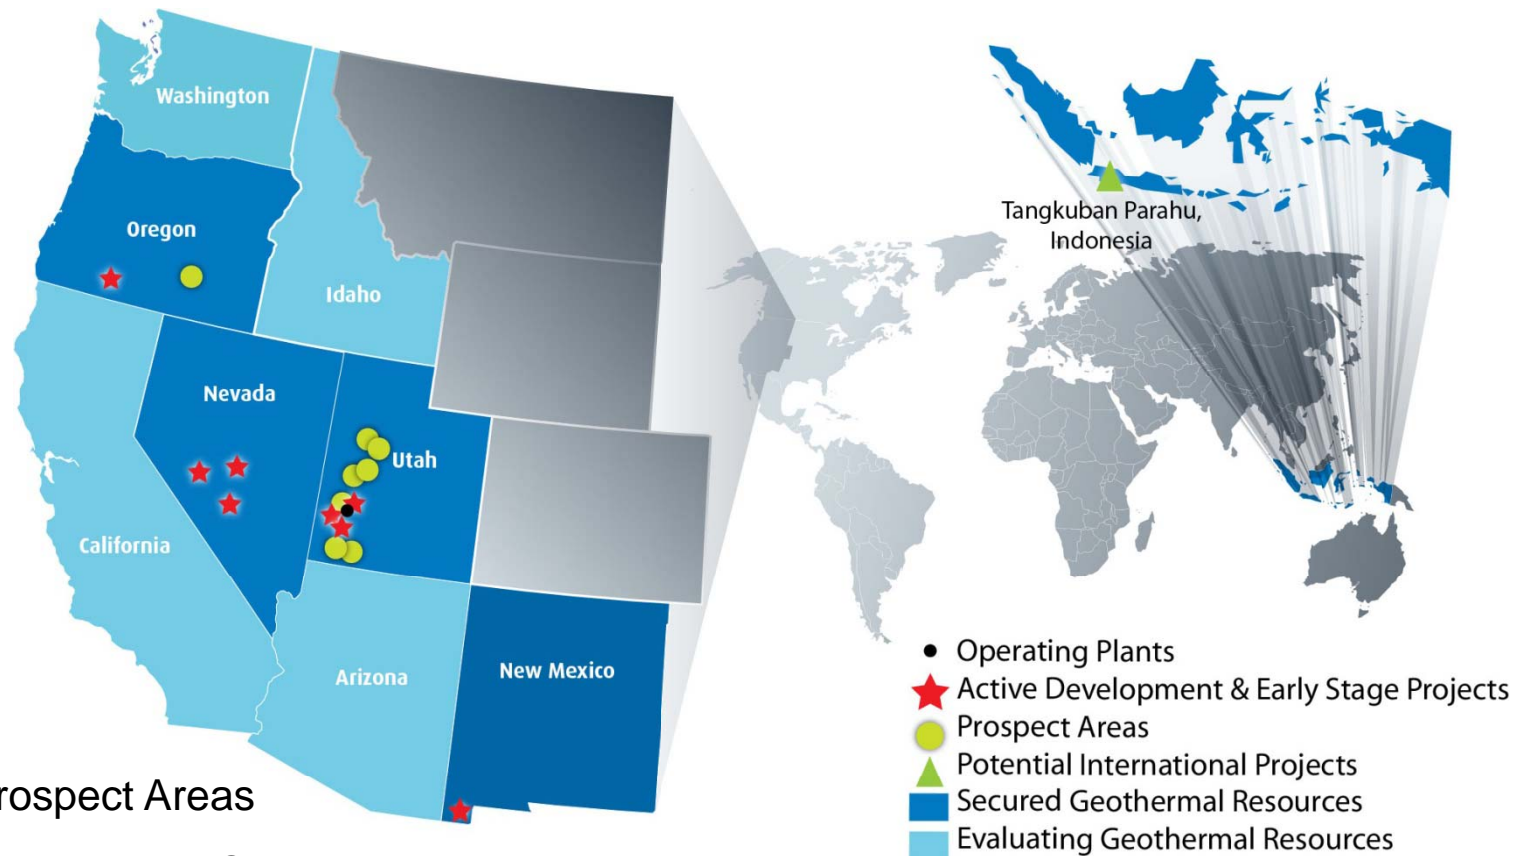 Washington
Oregon
Idaho
Nevada
Utah
California
Arizona
New Mexico
Tangkuban Parahu,
Indonesia
Operating Plants
Active Development & Early Stage Projects
Prospect Areas
Potential International Projects
Secured Geothermal Resources
Evaluating Geothermal Resources
rospect Areas